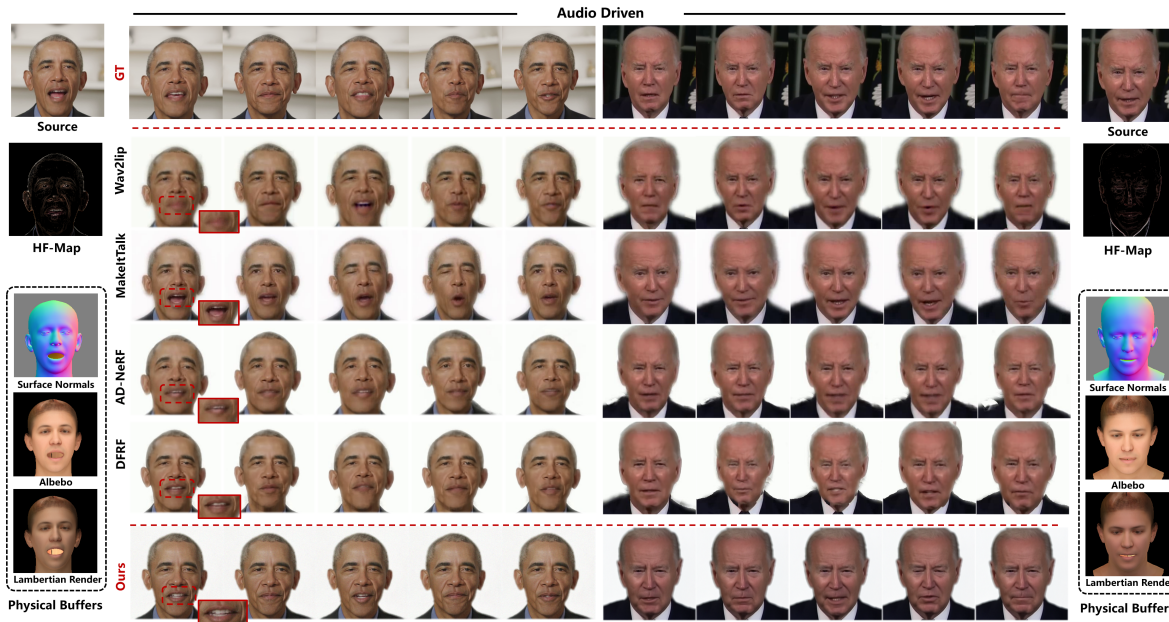 Audio Driven
Source
HF-Map
Surface Normals
Albebo
Lambertian Render
Physical Buffers
GT
Wav2lip
MakeItTalk
AD-NeRF
DFRF
Ours
Source
HF-Map
Surface Normals
Albebo
Lambertian Rende
Physical Buffer